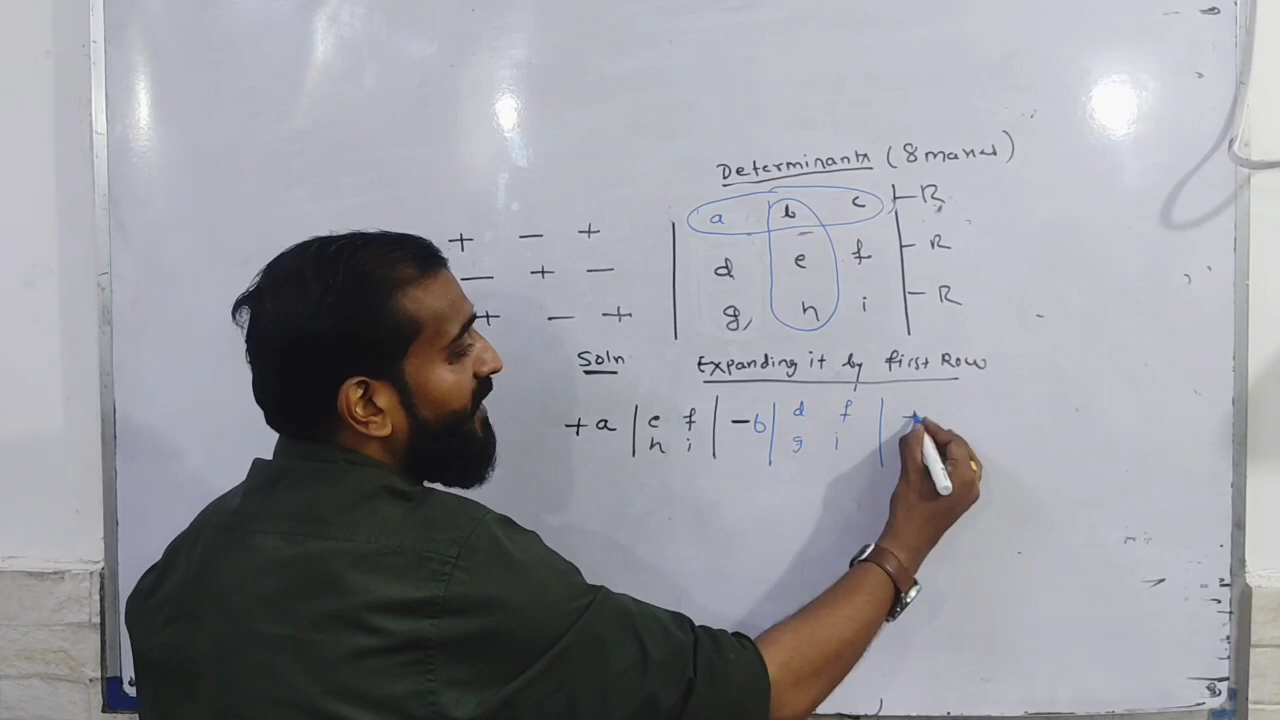 Determinants (8 marks)
+ - +
a b c - R
- + -
d e f - R
+ - +
g, h i - R
Soln Expanding it by first Row
+a | e f | -b | d f | +
h i g i